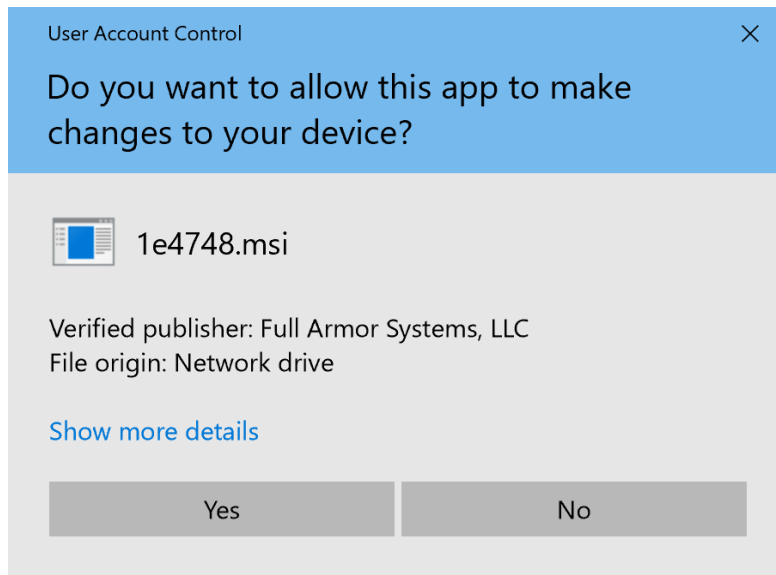 User Account Control
Do you want to allow this app to make
changes to your device?
1e4748.msi
Verified publisher: Full Armor Systems, LLC
File origin: Network drive
Show more details
Yes
No